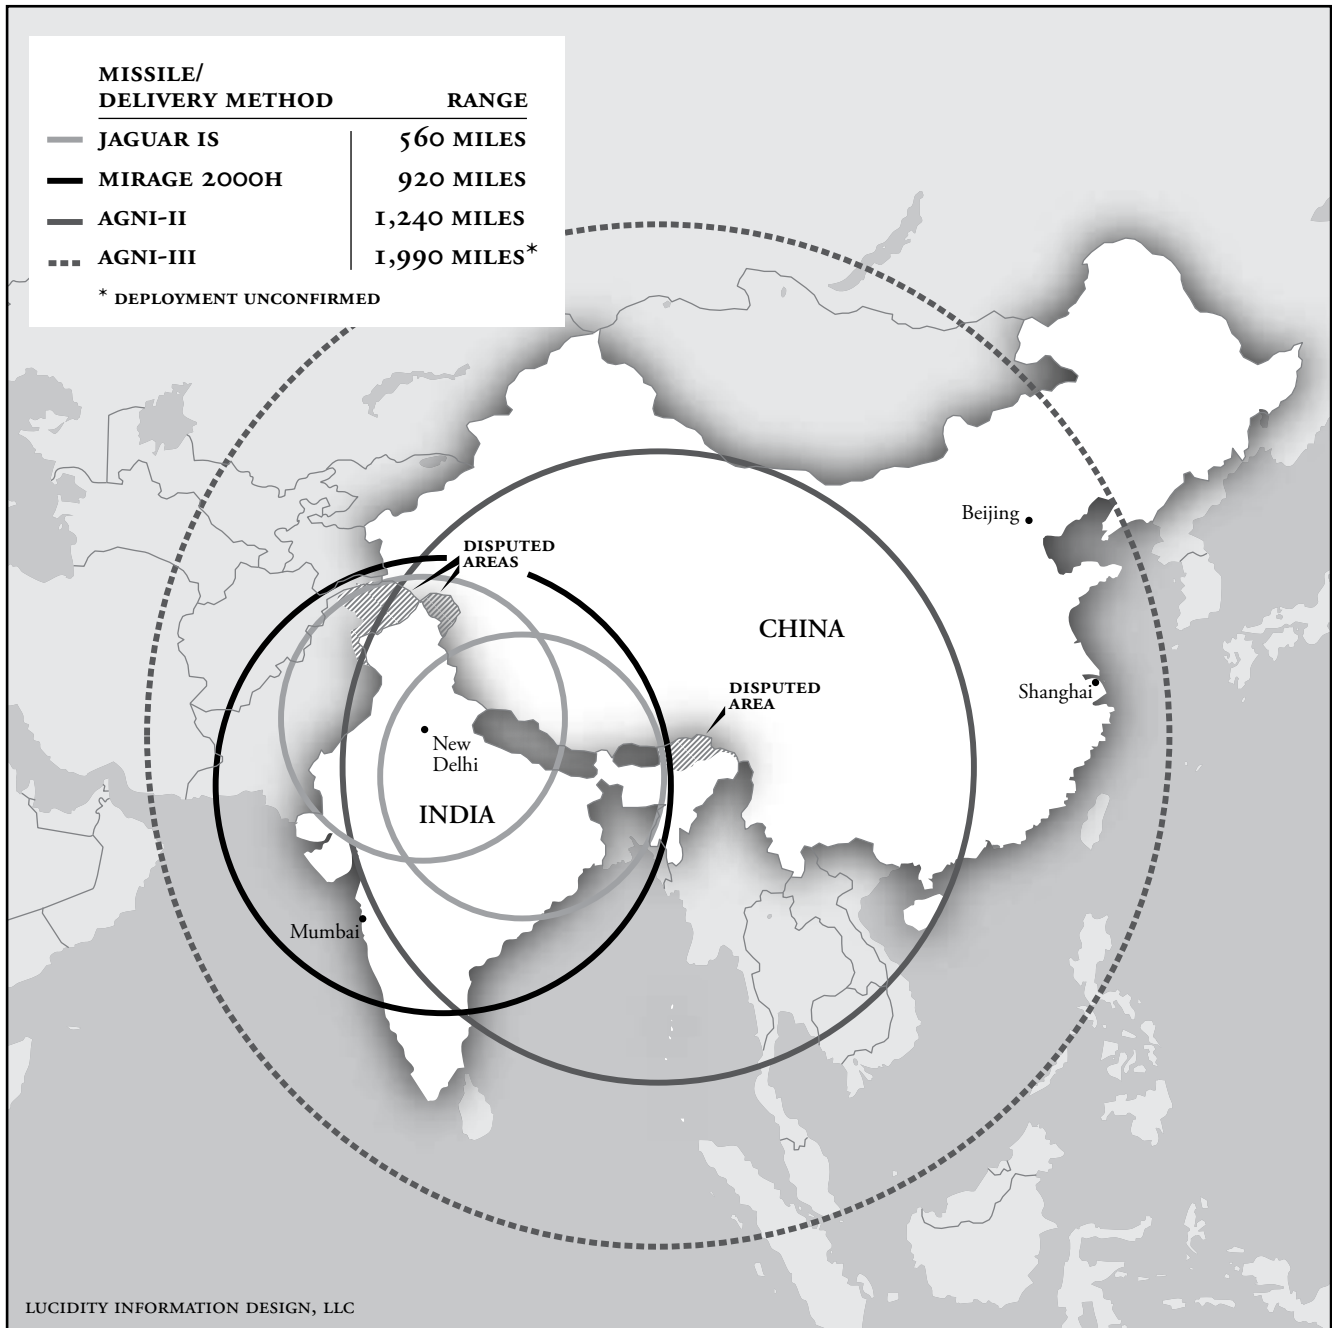 MISSILE/
DELIVERY METHOD RANGE
JAGUAR IS 560 MILES
MIRAGE 2000H 920 MILES
AGNI-II 1,240 MILES
AGNI-III 1,990 MILES*
* DEPLOYMENT UNCONFIRMED
Beijing
DISPUTED
AREAS
CHINA
DISPUTED
AREA
Shanghai
New
Delhi
INDIA
Mumbai
LUCIDITY INFORMATION DESIGN, LLC